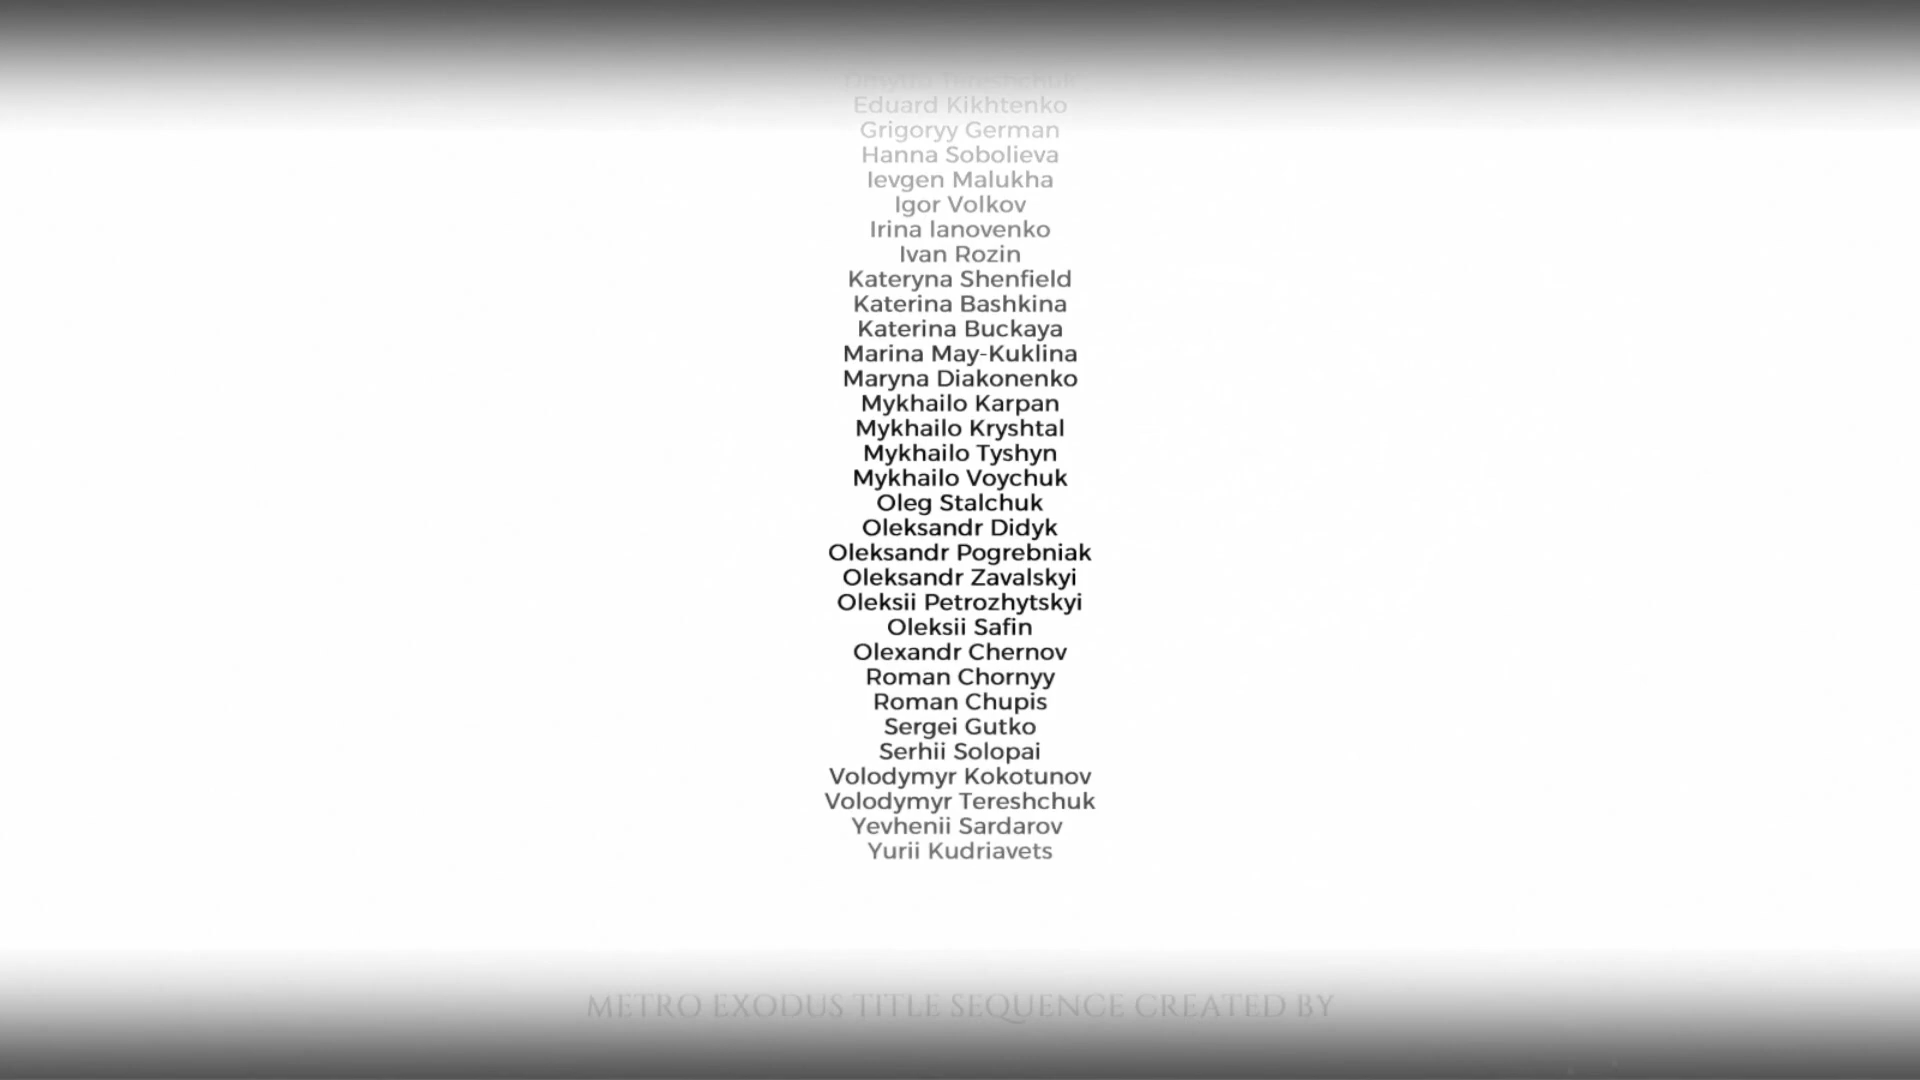 Dmytro Tereshchuk
Eduard Kikhtenko
Grigoryy German
Hanna Sobolieva
Ievgen Malukha
Igor Volkov
Irina Ianovenko
Ivan Rozin
Kateryna Shenfield
Katerina Bashkina
Katerina Buckaya
Marina May-Kuklina
Maryna Diakonenko
Mykhailo Karpan
Mykhailo Kryshtal
Mykhailo Tyshyn
Mykhailo Voychuk
Oleg Stalchuk
Oleksandr Didyk
Oleksandr Pogrebniak
Oleksandr Zavalskyi
Oleksii Petrozhytskyi
Oleksii Safin
Olexandr Chernov
Roman Chornyy
Roman Chupis
Sergei Gutko
Serhii Solopai
Volodymyr Kokotunov
Volodymyr Tereshchuk
Yevhenii Sardarov
Yurii Kudriavets
METRO EXODUS TITLE SEQUENCE CREATED BY